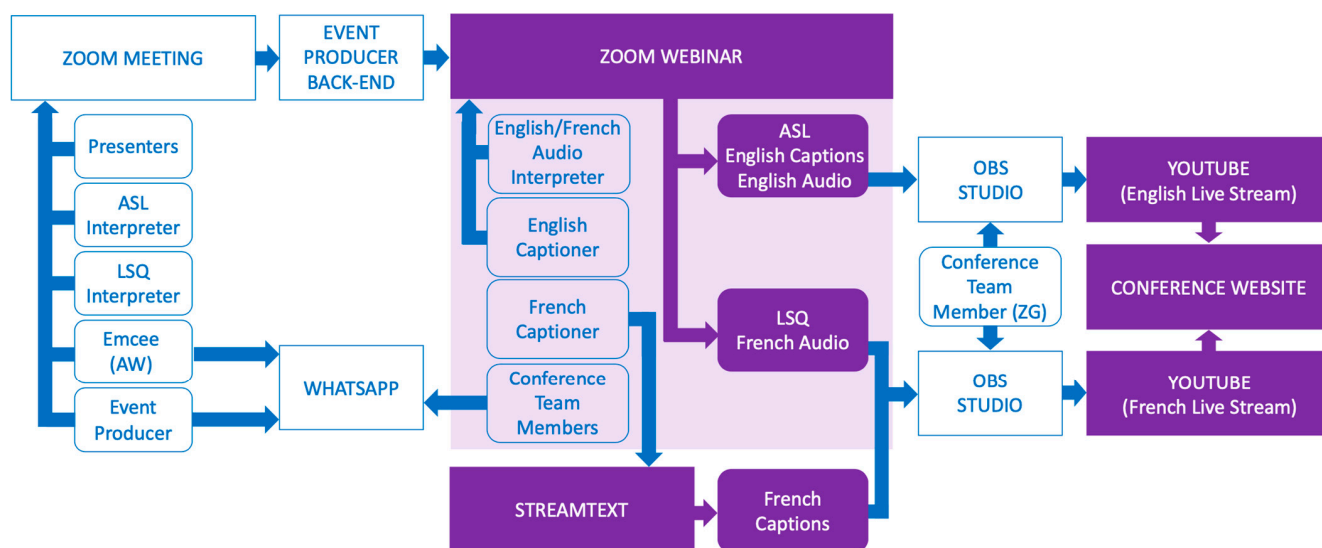 ZOOM MEETING
EVENT
PRODUCER
BACK-END
ZOOM WEBINAR
Presenters
ASL
Interpreter
LSQ
Interpreter
Emcee
(AW)
Event
Producer
WHATSAPP
English/French
Audio
Interpreter
English
Captioner
French
Captioner
Conference
Team
Members
STREAMTEXT
ASL
English Captions
English Audio
LSQ
French Audio
French
Captions
OBS
STUDIO
Conference
Team
Member (ZG)
OBS
STUDIO
YOUTUBE
(English Live Stream)
CONFERENCE WEBSITE
YOUTUBE
(French Live Stream)